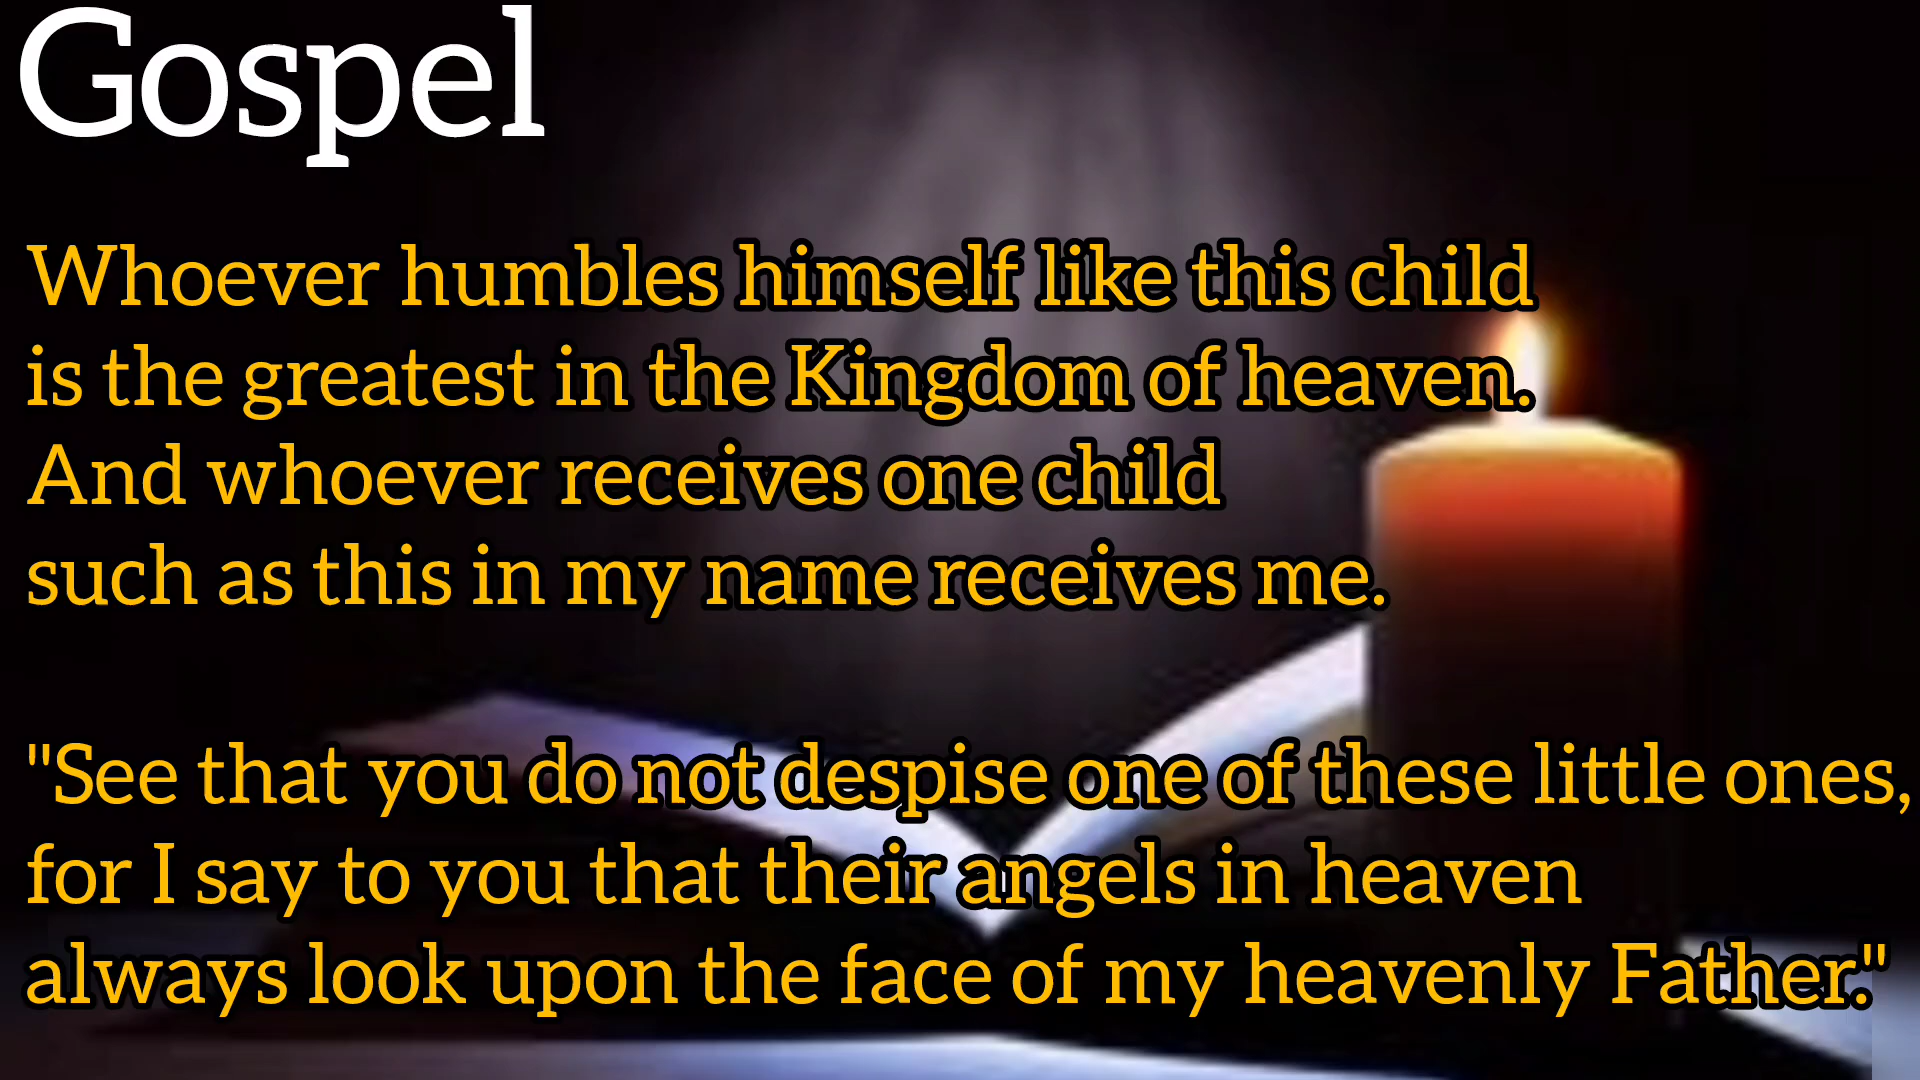 Gospel
Whoever humbles himself like this child
is the greatest in the Kingdom of heaven.
And whoever receives one child
such as this in my name receives me.
"See that you do not despise one of these little ones,
for I say to you that their angels in heaven
always look upon the face of my heavenly Father."